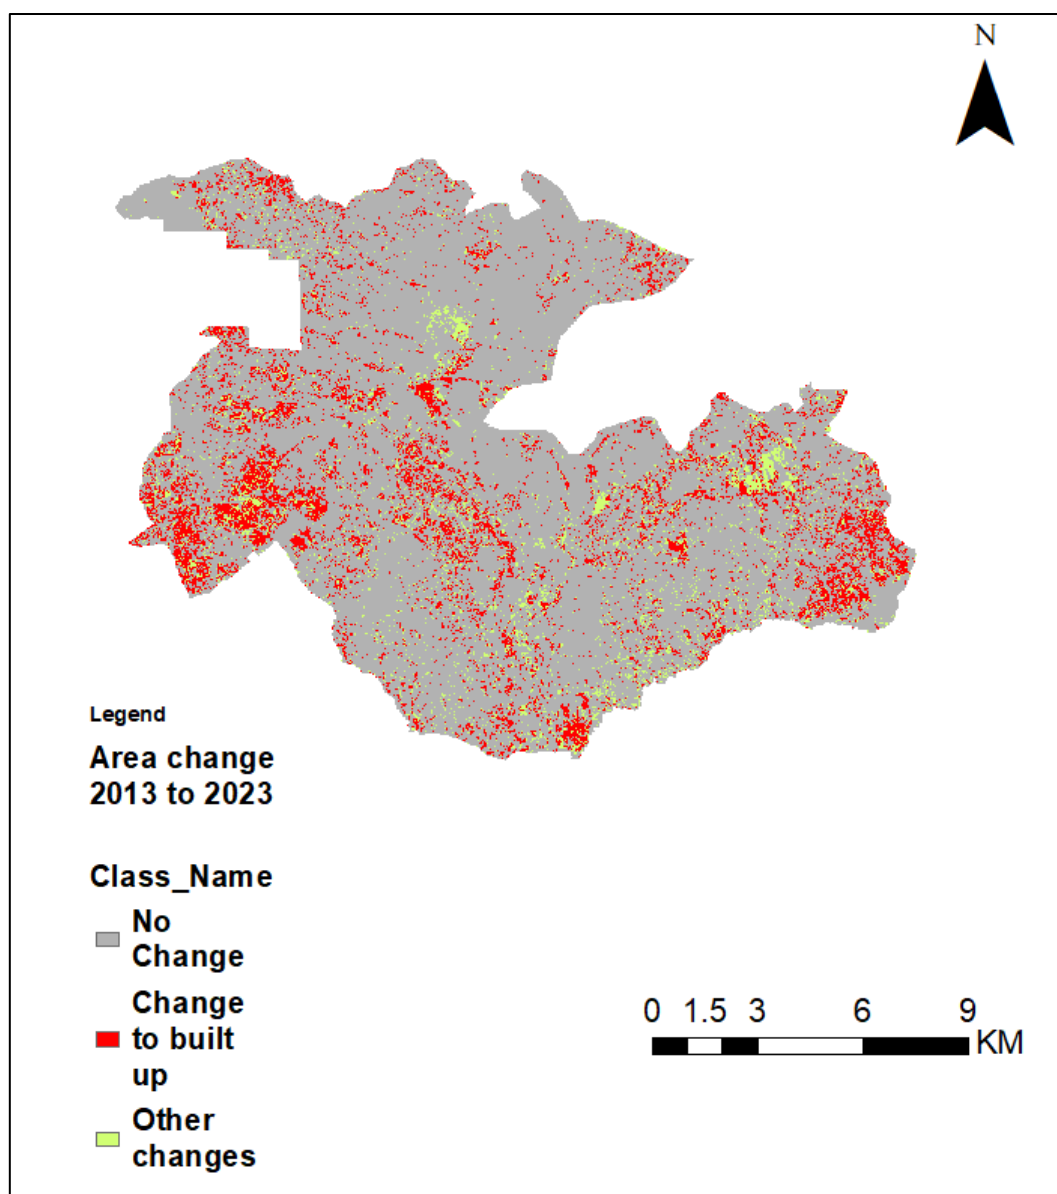 N
Legend
Area change
2013 to 2023
Class_Name
No
Change
Change
to built
up
Other
changes
0 1.5 3 6 9
KM